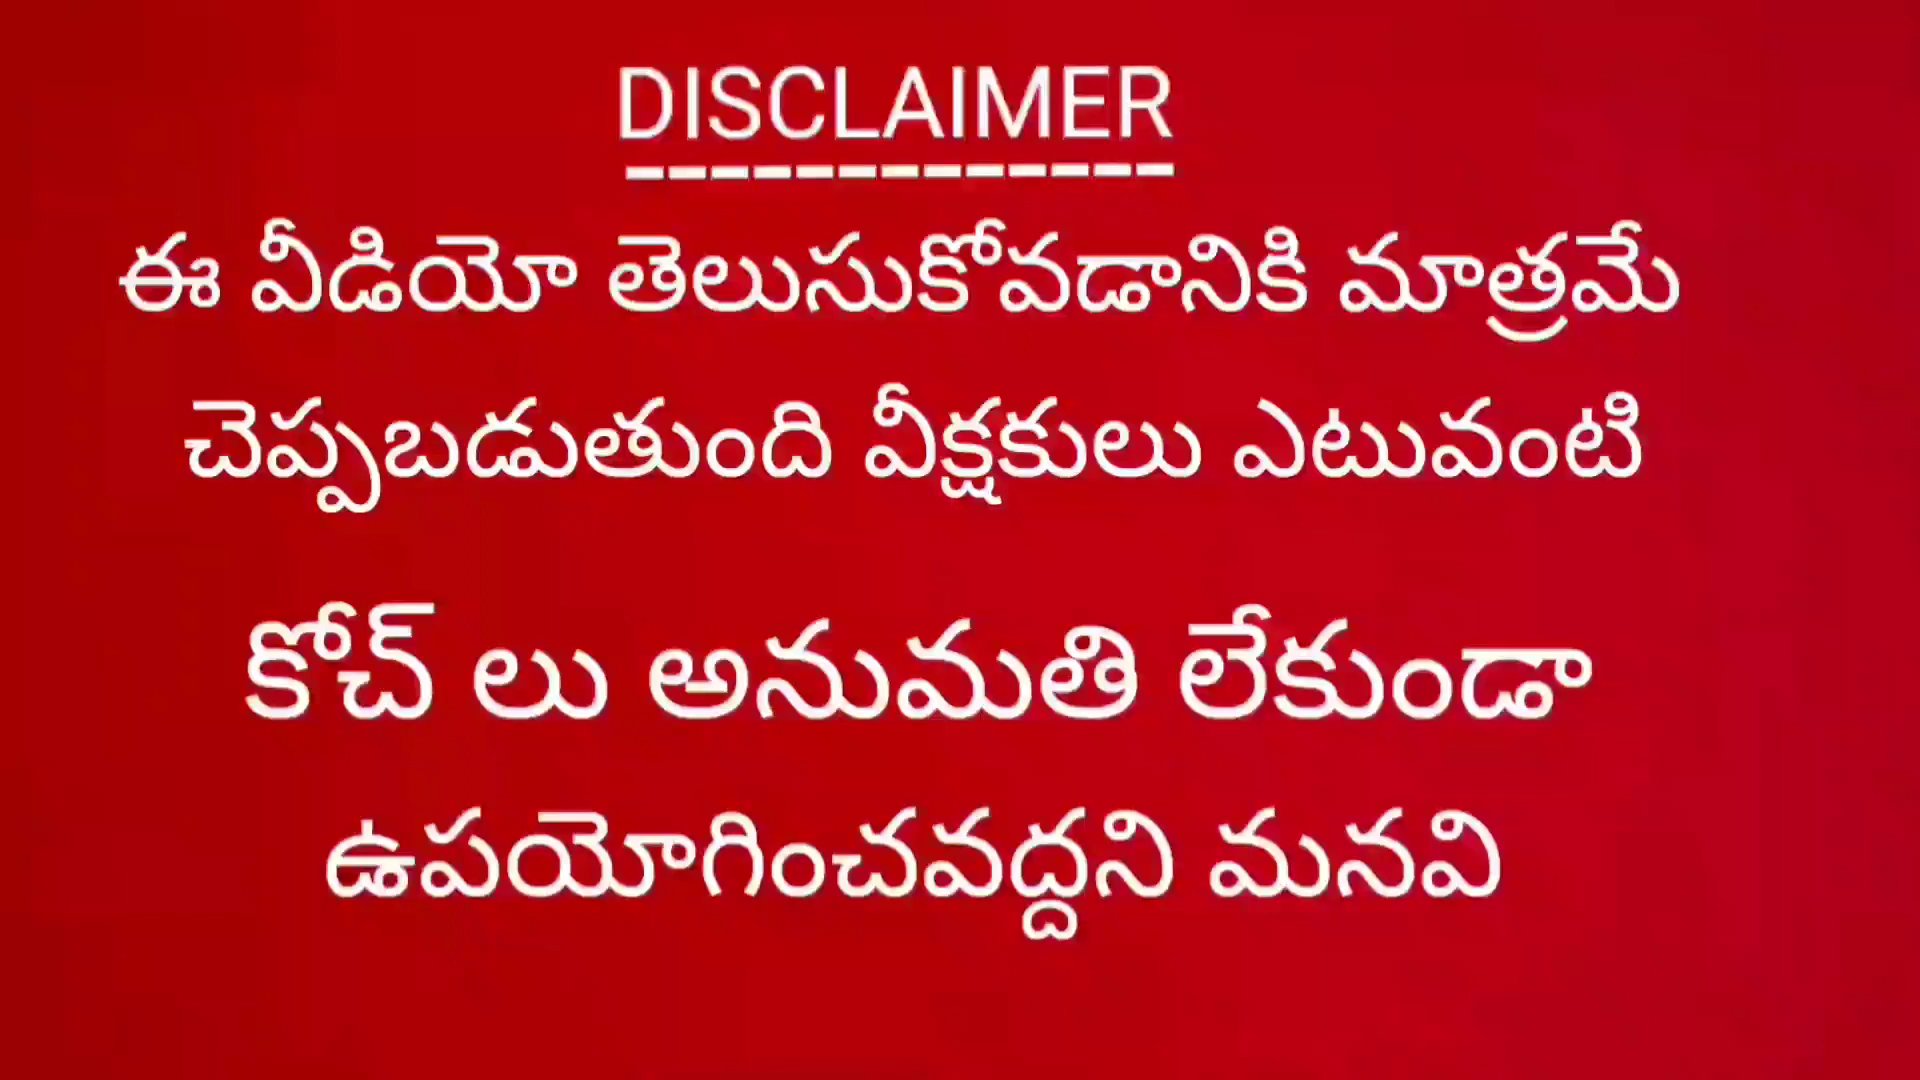 DISCLAIMER
-------------
ఈ వీడియో తెలుసుకోవడానికి మాత్రమే
చెప్పబడుతుంది వీక్షకులు ఎటువంటి
కోచ్ లు అనుమతి లేకుండా
ఉపయోగించవద్దని మనవి